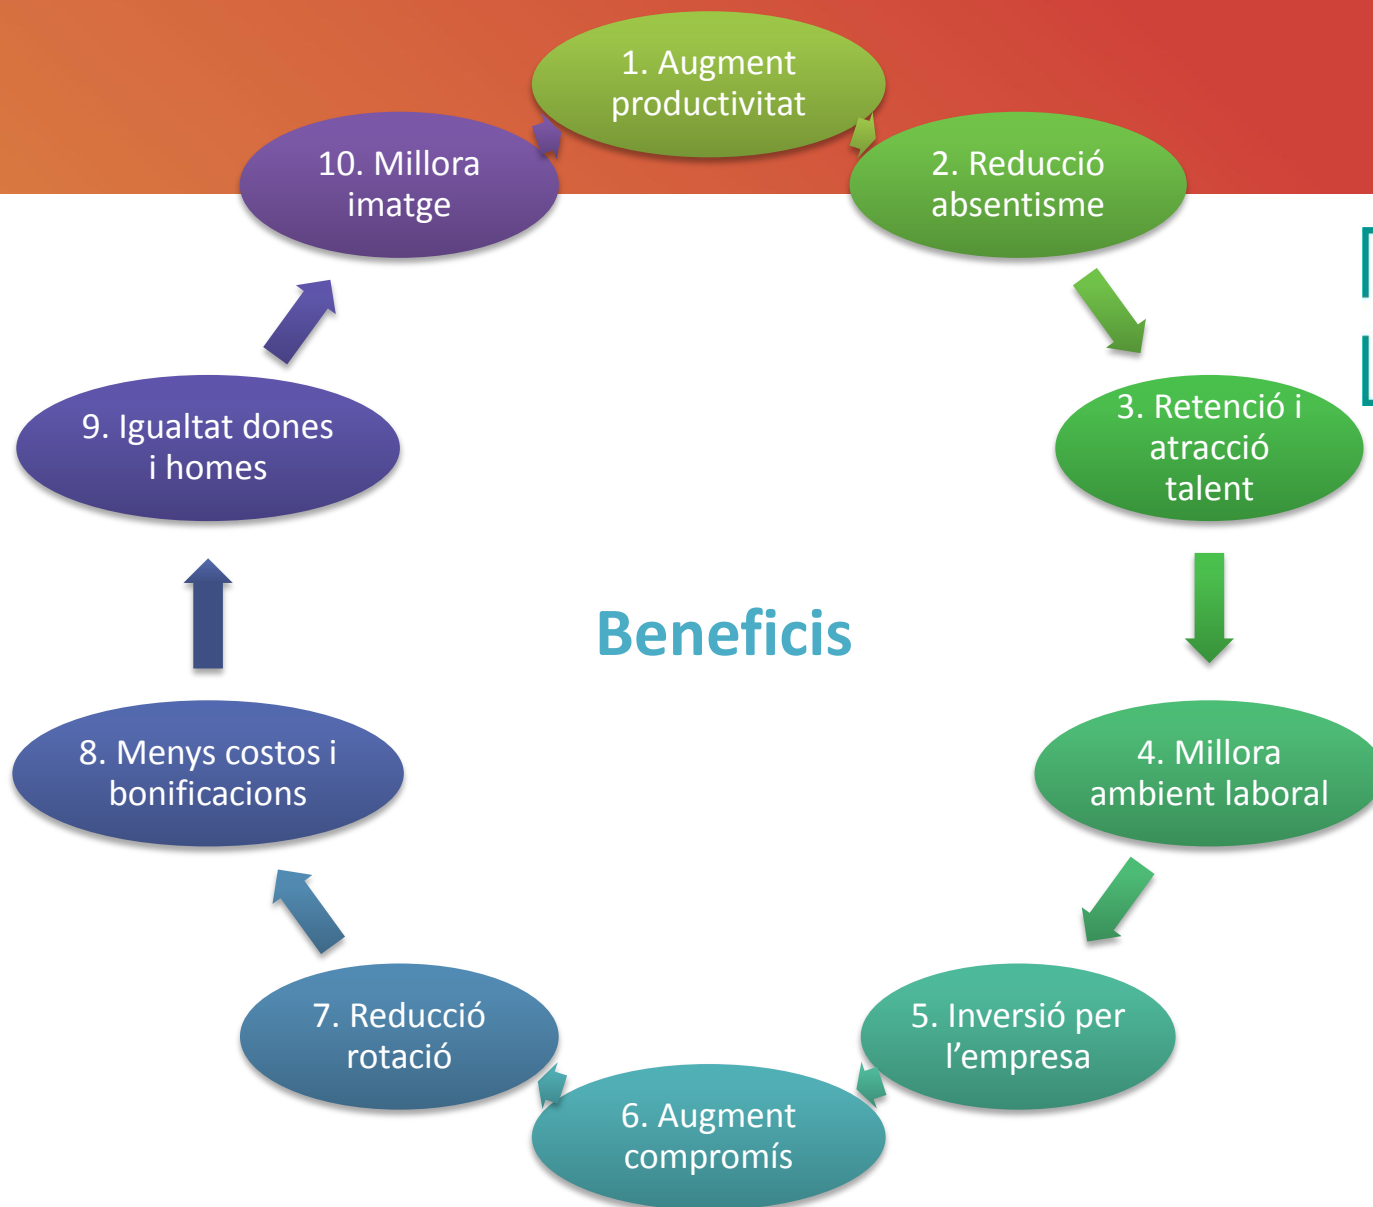 1. Augment
productivitat
2. Reducció
absentisme
3. Retenció i
atracció
talent
4. Millora
ambient laboral
5. Inversió per
l’empresa
6. Augment
compromís
7. Reducció
rotació
8. Menys costos i
bonificacions
9. Igualtat dones
i homes
10. Millora
imatge
Beneficis